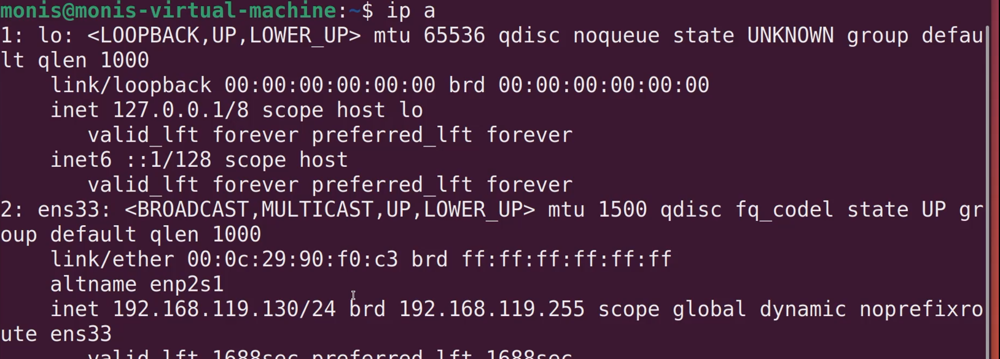 monis@monis-virtual-machine:~$ ip a
1: lo: <LOOPBACK,UP,LOWER_UP> mtu 65536 qdisc noqueue state UNKNOWN group defau
lt qlen 1000
    link/loopback 00:00:00:00:00:00 brd 00:00:00:00:00:00
    inet 127.0.0.1/8 scope host lo
       valid_lft forever preferred_lft forever
    inet6 ::1/128 scope host
       valid_lft forever preferred_lft forever
2: ens33: <BROADCAST,MULTICAST,UP,LOWER_UP> mtu 1500 qdisc fq_codel state UP gr
oup default qlen 1000
    link/ether 00:0c:29:90:f0:c3 brd ff:ff:ff:ff:ff:ff
    altname enp2s1
    inet 192.168.119.130/24 brd 192.168.119.255 scope global dynamic noprefixro
ute ens33
       valid_lft 1688sec preferred_lft 1688sec